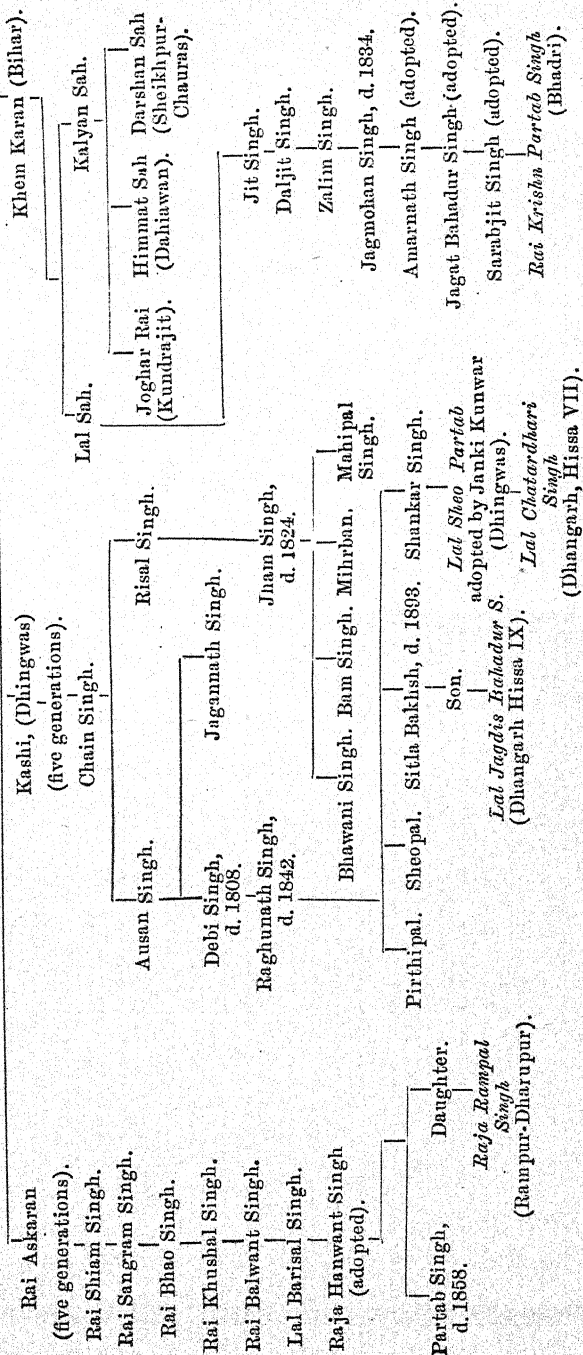 Rai Askaran
(five generations).
Rai Shiam Singh.
Rai Sangram Singh.
Rai Bhao Singh.
Rai Khushal Singh.
Rai Balwant Singh.
Lal Barisal Singh.
Raja Hanwant Singh
(adopted).
Partab Singh,
d. 1858.
Daughter.
Raja Rampal
Singh
(Rampur-Dharupur).
Kashi, (Dhingwas)
(five generations).
Chain Singh.
Ausan Singh.
Risal Singh.
Debi Singh,
d. 1808.
Jagannath Singh.
Raghunath Singh,
d. 1842.
Jham Singh,
d. 1824.
Bhawani Singh. Bam Singh. Mihrban. Mahipal
Singh.
Pirthipal. Sheopal. Sitla Bakhsh, d. 1893. Shankar Singh.
Son.
Lal Jagdis Bahadur S.
(Dhangarh Hissa IX).
Lal Sheo Partab
adopted by Janki Kunwar
(Dhingwas).
Lal Chatardhari
Singh
(Dhangarh, Hissa VII).
Khem Karan (Bihar).
Lal Sah.
Kalyan Sah.
Joghar Rai
(Kundrajit).
Himmat Sah
(Dahiawan).
Darshan Sah
(Sheikhpur-
Chauras).
Jit Singh.
Daljit Singh.
Zalim Singh.
Jagmohan Singh, d. 1834.
Amarnath Singh (adopted).
Jagat Bahadur Singh (adopted).
Sarabjit Singh (adopted).
Rai Krishn Partab Singh
(Bhadri).